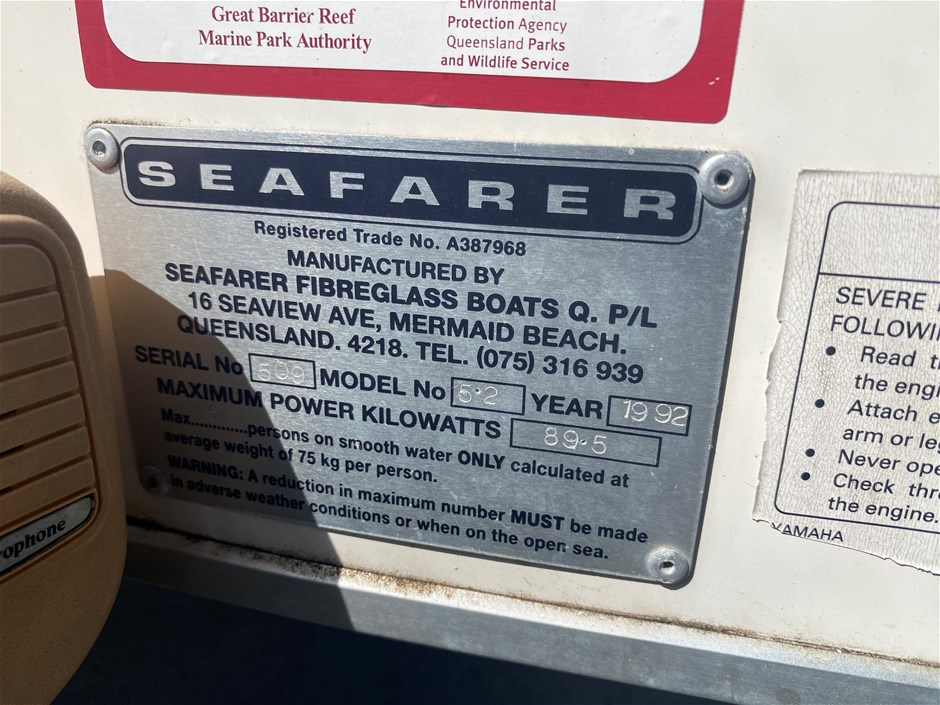 Great Barrier Reef
Marine Park Authority
Environmental
Protection Agency
Queensland Parks
and Wildlife Service
SEAFARER
Registered Trade No. A387968
MANUFACTURED BY
SEAFARER FIBREGLASS BOATS Q. P/L
16 SEAVIEW AVE, MERMAID BEACH.
QUEENSLAND. 4218. TEL. (075) 316 939
SERIAL No 509 MODEL No 5·2 YEAR 1992
MAXIMUM POWER KILOWATTS 89·5
Max.............persons on smooth water ONLY calculated at
average weight of 75 kg per person.
WARNING: A reduction in maximum number MUST be made
in adverse weather conditions or when on the open sea.
ophone
SEVERE
FOLLOWI
• Read
the eng
• Attach
arm or le
• Never ope
• Check thr
the engine.
YAMAHA